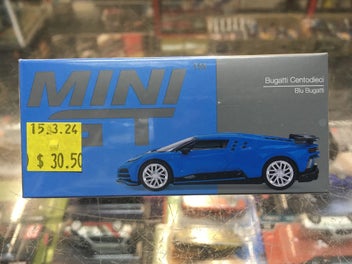 MINI
GT
Bugatti Centodieci
Blu Bugatti
15.3.24
$ 30.50